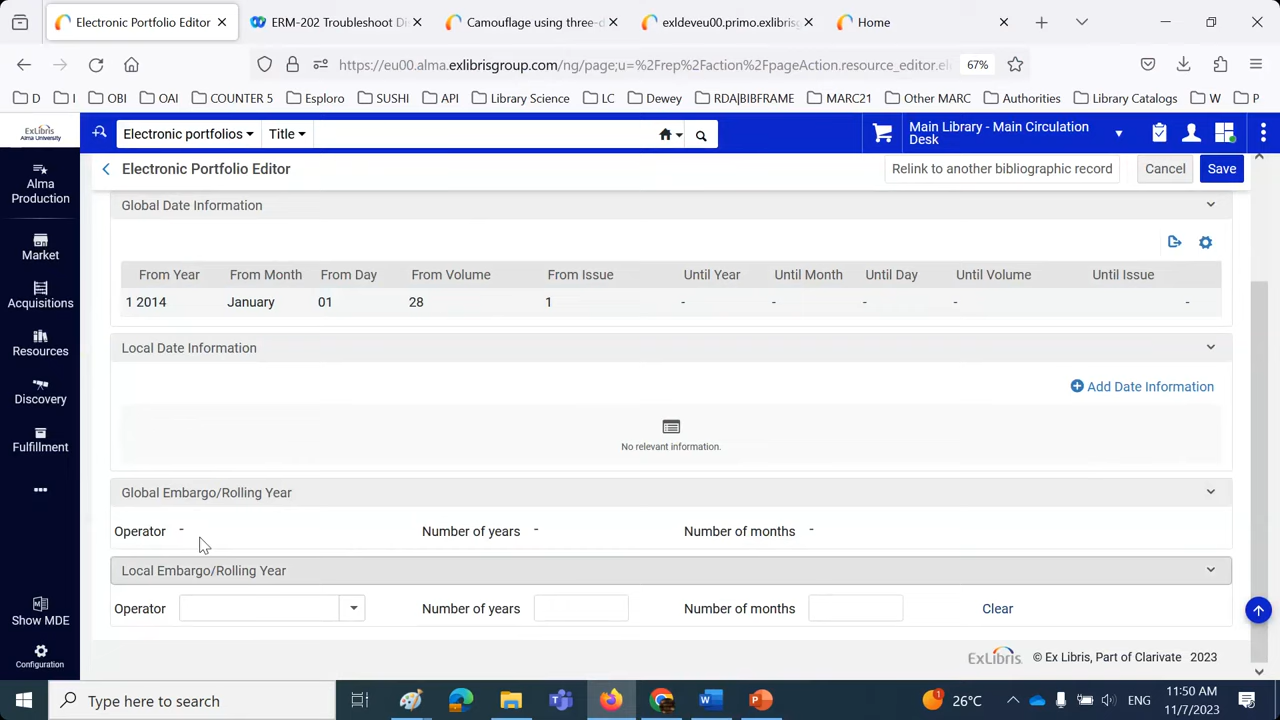 Electronic Portfolio Editor
ERM-202 Troubleshoot Di
Camouflage using three-d
exldeveu00.primo.exlibrisg
Home
https://eu00.alma.exlibrisgroup.com/ng/page;u=%2Frep%2Faction%2FpageAction.resource_editor.el
67%
D
I
OBI
OAI
COUNTER 5
Esploro
SUSHI
API
Library Science
LC
Dewey
RDA|BIBFRAME
MARC21
Other MARC
Authorities
Library Catalogs
W
P
ExLibris
Alma University
Electronic portfolios
Title
Main Library - Main Circulation
Desk
Electronic Portfolio Editor
Relink to another bibliographic record
Cancel
Save
Alma
Production
Market
Acquisitions
Resources
Discovery
Fulfillment
Show MDE
Configuration
Global Date Information
From Year From Month From Day From Volume From Issue Until Year Until Month Until Day Until Volume Until Issue
1 2014 January 01 28 1 - - - - -
Local Date Information
Add Date Information
No relevant information.
Global Embargo/Rolling Year
Operator - Number of years - Number of months -
Local Embargo/Rolling Year
Operator Number of years Number of months Clear
ExLibris © Ex Libris, Part of Clarivate 2023
Type here to search
1
26°C
ENG
11:50 AM
11/7/2023